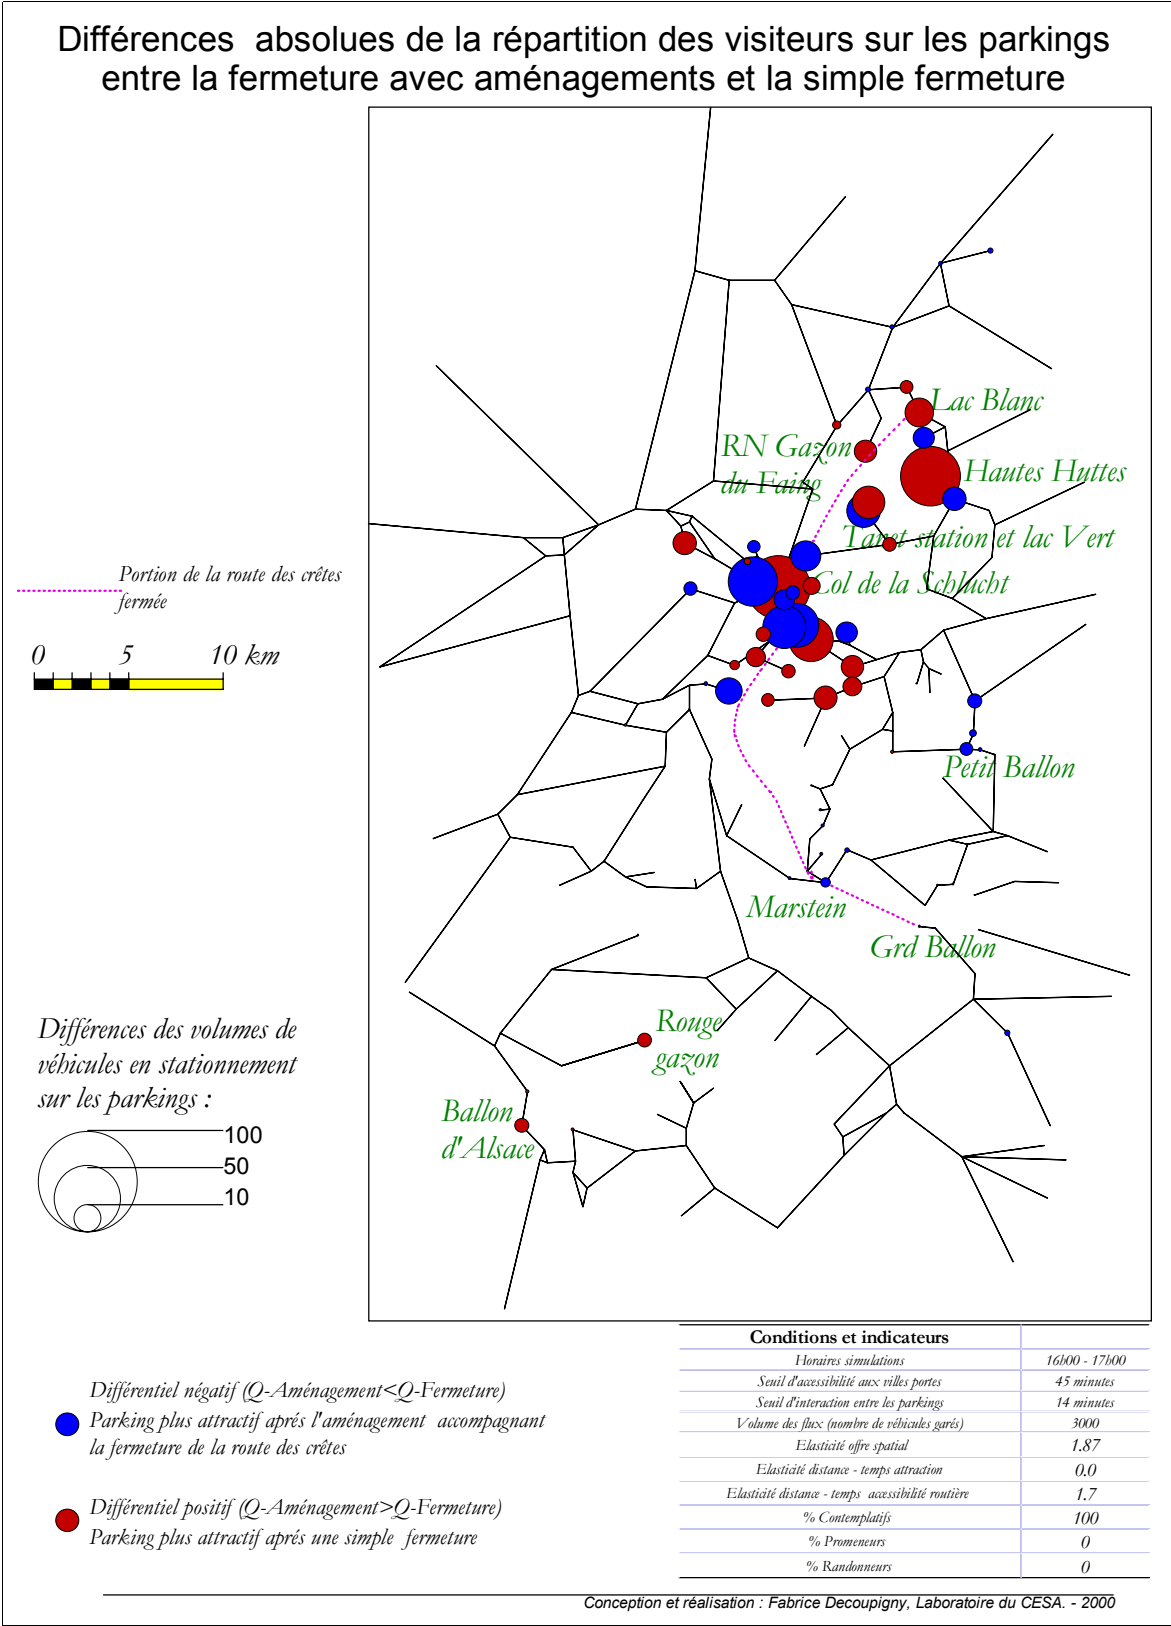 Différences absolues de la répartition des visiteurs sur les parkings
entre la fermeture avec aménagements et la simple fermeture
Lac Blanc
RN Gazon
du Faing
Hautes Huttes
Tanet station et lac Vert
Col de la Schlucht
Portion de la route des crêtes
fermée
0 5 10 km
Petit Ballon
Marstein
Grd Ballon
Rouge
gazon
Ballon
d'Alsace
Différences des volumes de
véhicules en stationnement
sur les parkings :
100
50
10
Différentiel négatif (Q-Aménagement<Q-Fermeture)
Parking plus attractif aprés l'aménagement accompagnant
la fermeture de la route des crêtes
Différentiel positif (Q-Aménagement>Q-Fermeture)
Parking plus attractif aprés une simple fermeture
Conditions et indicateurs
Horaires simulations 16h00 - 17h00
Seuil d'accessibilité aux villes portes 45 minutes
Seuil d'interaction entre les parkings 14 minutes
Volume des flux (nombre de véhicules garés) 3000
Elasticité offre spatial 1.87
Elasticité distance - temps attraction 0.0
Elasticité distance - temps accessibilité routière 1.7
% Contemplatifs 100
% Promeneurs 0
% Randonneurs 0
Conception et réalisation : Fabrice Decoupigny, Laboratoire du CESA. - 2000